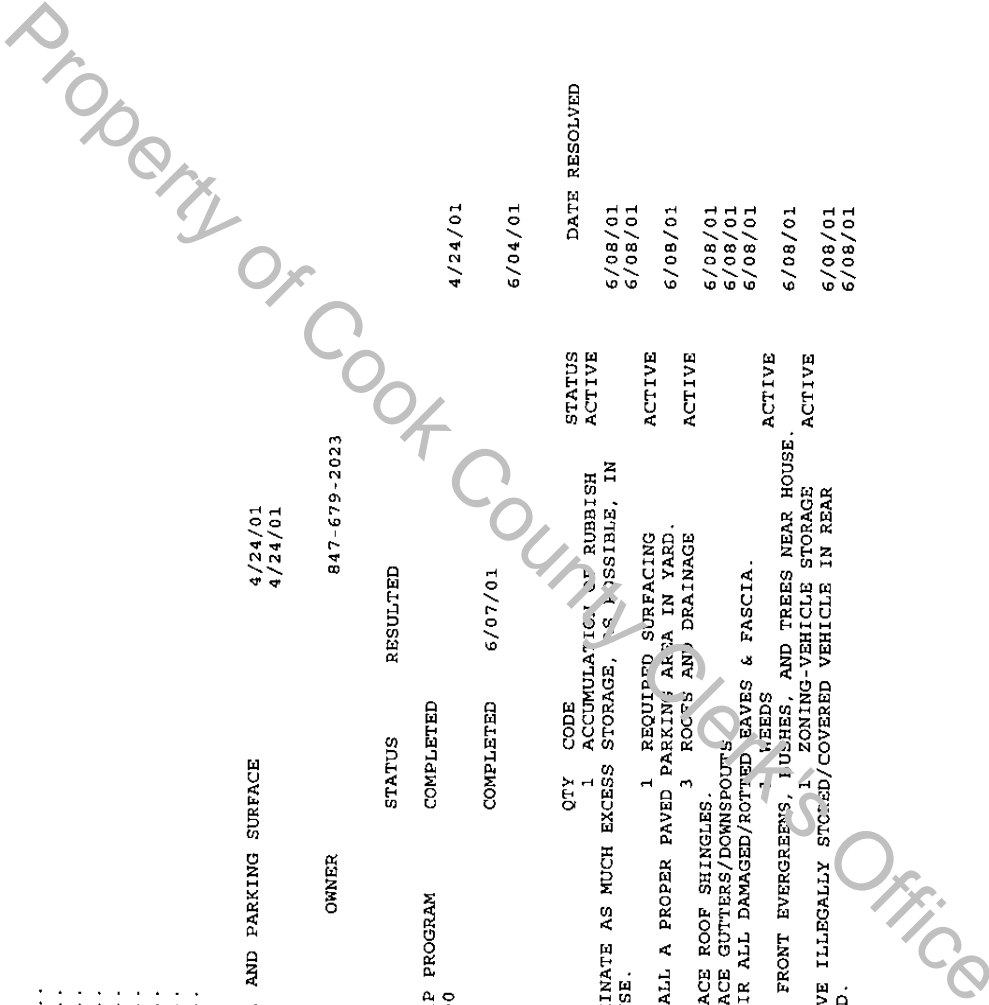 AND PARKING SURFACE 4/24/01
4/24/01
OWNER 847-679-2023
STATUS RESULTED
P PROGRAM COMPLETED
0 4/24/01
COMPLETED 6/07/01
6/04/01
QTY CODE STATUS DATE RESOLVED
1 ACCUMULATION OF RUBBISH ACTIVE
INATE AS MUCH EXCESS STORAGE, AS POSSIBLE, IN 6/08/01
SE. 6/08/01
1 REQUIRED SURFACING ACTIVE
ALL A PROPER PAVED PARKING AREA IN YARD. 6/08/01
3 ROOFS AND DRAINAGE ACTIVE
ACE ROOF SHINGLES. 6/08/01
ACE GUTTERS/DOWNSPOUTS 6/08/01
IR ALL DAMAGED/ROTTED EAVES & FASCIA. 6/08/01
1 WEEDS ACTIVE
FRONT EVERGREENS, BUSHES, AND TREES NEAR HOUSE. 6/08/01
1 ZONING-VEHICLE STORAGE ACTIVE
VE ILLEGALLY STORED/COVERED VEHICLE IN REAR 6/08/01
D. 6/08/01
Property of Cook County Clerk's Office